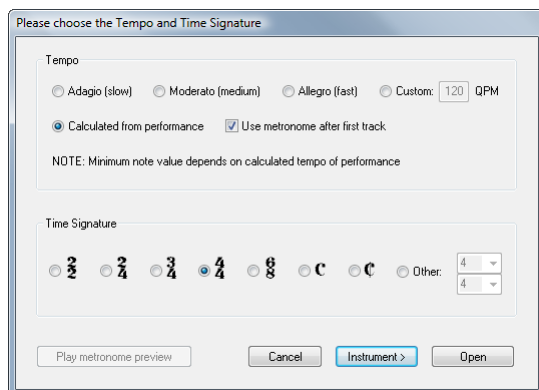 Please choose the Tempo and Time Signature
Tempo
Adagio (slow) Moderato (medium) Allegro (fast) Custom: 120 QPM
Calculated from performance Use metronome after first track
NOTE: Minimum note value depends on calculated tempo of performance
Time Signature
2 2 3 4 6 C ¢ Other: 4
2 4 4 4 8 4
Play metronome preview Cancel Instrument > Open